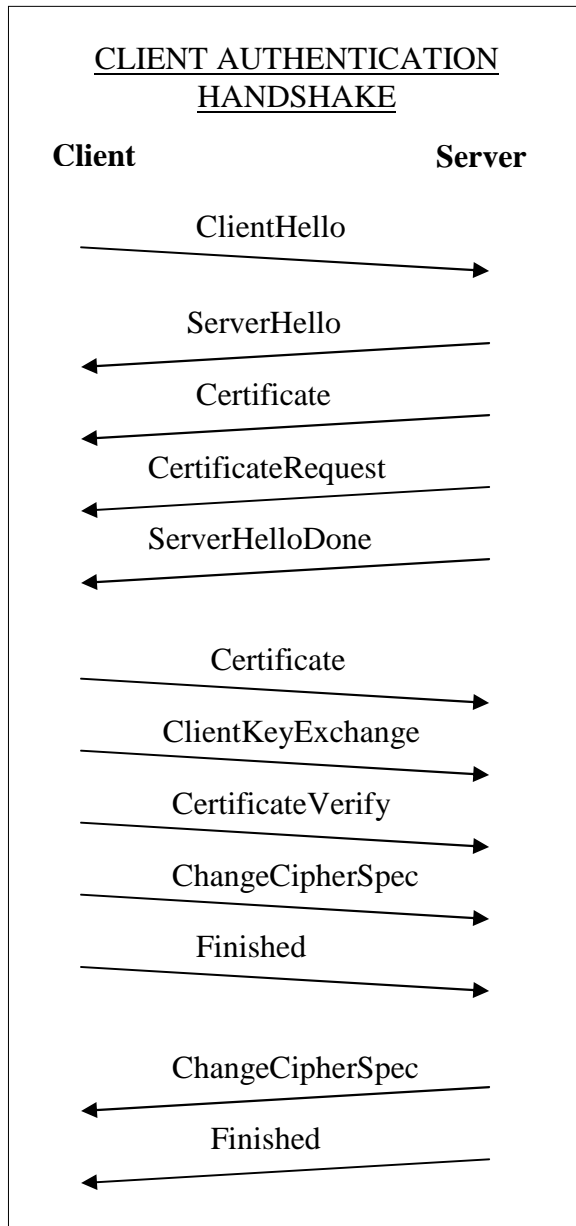 CLIENT AUTHENTICATION
HANDSHAKE
Client Server
ClientHello
ServerHello
Certificate
CertificateRequest
ServerHelloDone
Certificate
ClientKeyExchange
CertificateVerify
ChangeCipherSpec
Finished
ChangeCipherSpec
Finished